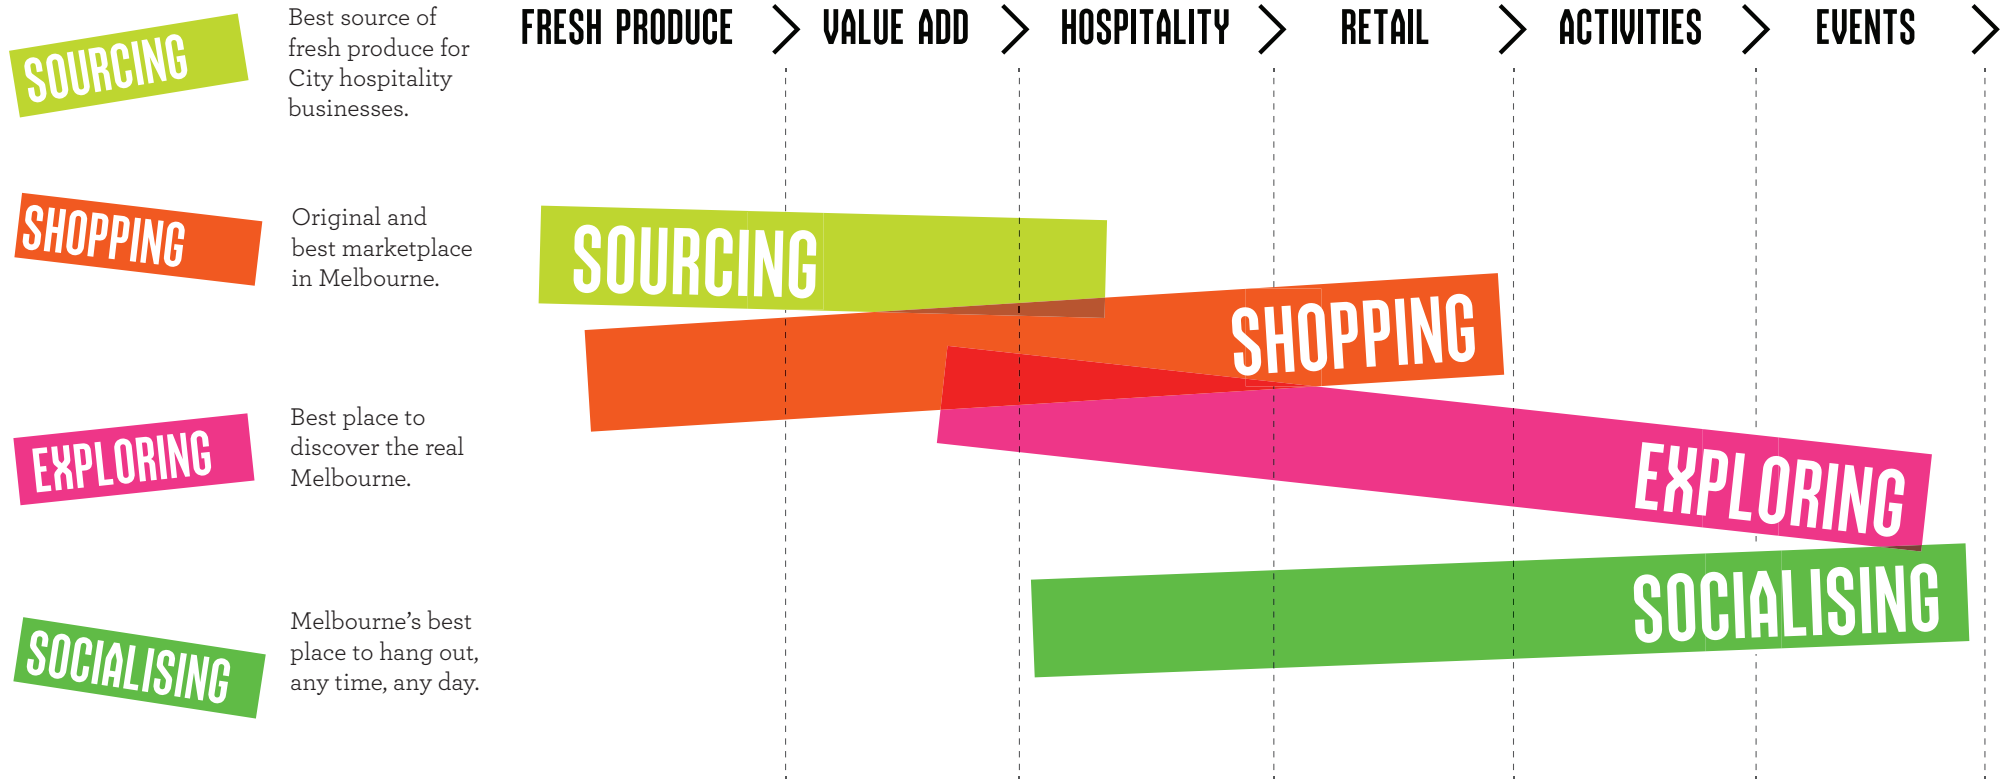 FRESH PRODUCE
VALUE ADD
HOSPITALITY
RETAIL
ACTIVITIES
EVENTS
SOURCING
Best source of
fresh produce for
City hospitality
businesses.
SHOPPING
Original and
best marketplace
in Melbourne.
EXPLORING
Best place to
discover the real
Melbourne.
SOCIALISING
Melbourne’s best
place to hang out,
any time, any day.
SOURCING
SHOPPING
EXPLORING
SOCIALISING